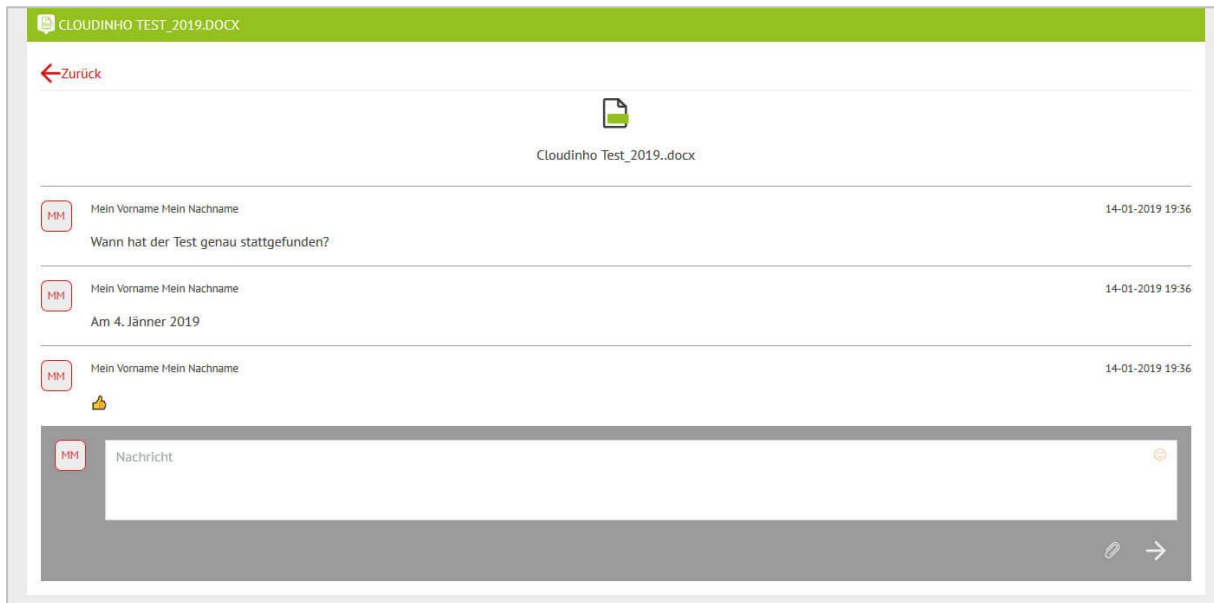 CLOUDINHO TEST_2019.DOCX
Zurück
Cloudinho Test_2019..docx
MM Mein Vorname Mein Nachname 14-01-2019 19:36
Wann hat der Test genau stattgefunden?
MM Mein Vorname Mein Nachname 14-01-2019 19:36
Am 4. Jänner 2019
MM Mein Vorname Mein Nachname 14-01-2019 19:36
👍
MM Nachricht